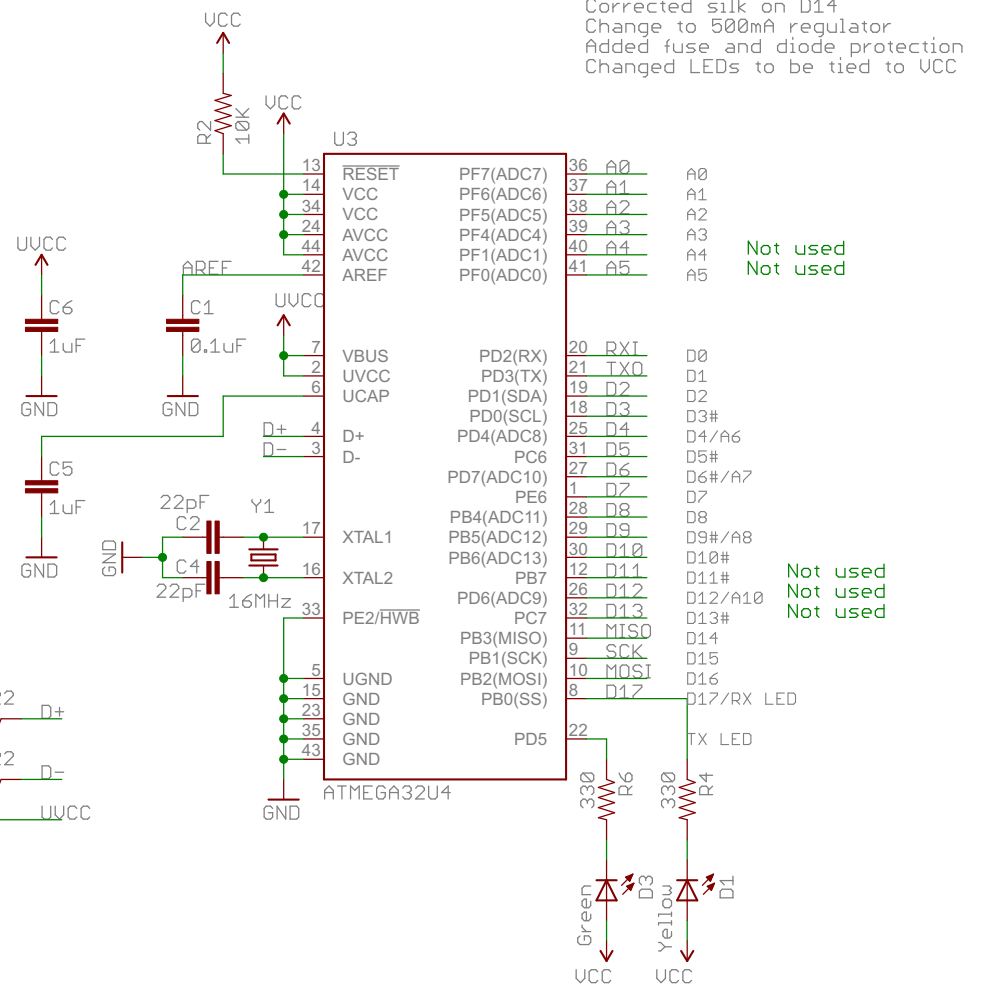 Corrected silk on D14
Change to 500mA regulator
Added fuse and diode protection
Changed LEDs to be tied to VCC
VCC
R2
10K
VCC
U3
13 RESET PF7(ADC7) 36 A0 A0
14 VCC PF6(ADC6) 37 A1 A1
34 VCC PF5(ADC5) 38 A2 A2
24 AVCC PF4(ADC4) 39 A3 A3
44 AVCC PF1(ADC1) 40 A4 A4 Not used
42 AREF PF0(ADC0) 41 A5 A5 Not used
UVCC
AREF
C6
1uF
GND
C1
0.1uF
GND
UVCC
7 VBUS PD2(RX) 20 RXI D0
2 UVCC PD3(TX) 21 TXO D1
6 UCAP PD1(SDA) 19 D2 D2
PD0(SCL) 18 D3 D3#
D+ 4 D+ PD4(ADC8) 25 D4 D4/A6
D- 3 D- PC6 31 D5 D5#
PD7(ADC10) 27 D6 D6#/A7
PE6 1 D7 D7
C5
1uF
GND
PB4(ADC11) 28 D8 D8
22pF
C2
Y1
17 XTAL1 PB5(ADC12) 29 D9 D9#/A8
PB6(ADC13) 30 D10 D10#
GND
C4
22pF
16MHz
16 XTAL2 PB7 12 D11 D11# Not used
PD6(ADC9) 26 D12 D12/A10 Not used
33 PE2/HWB PC7 32 D13 D13# Not used
PB3(MISO) 11 MISO D14
PB1(SCK) 9 SCK D15
5 UGND PB2(MOSI) 10 MOSI D16
15 GND PB0(SS) 8 D17 D17/RX LED
23 GND
35 GND PD5 22 TX LED
43 GND
ATMEGA32U4
GND
22
D+
22
D-
UVCC
330
R6
330
R4
Green
D3
Yellow
D1
VCC
VCC